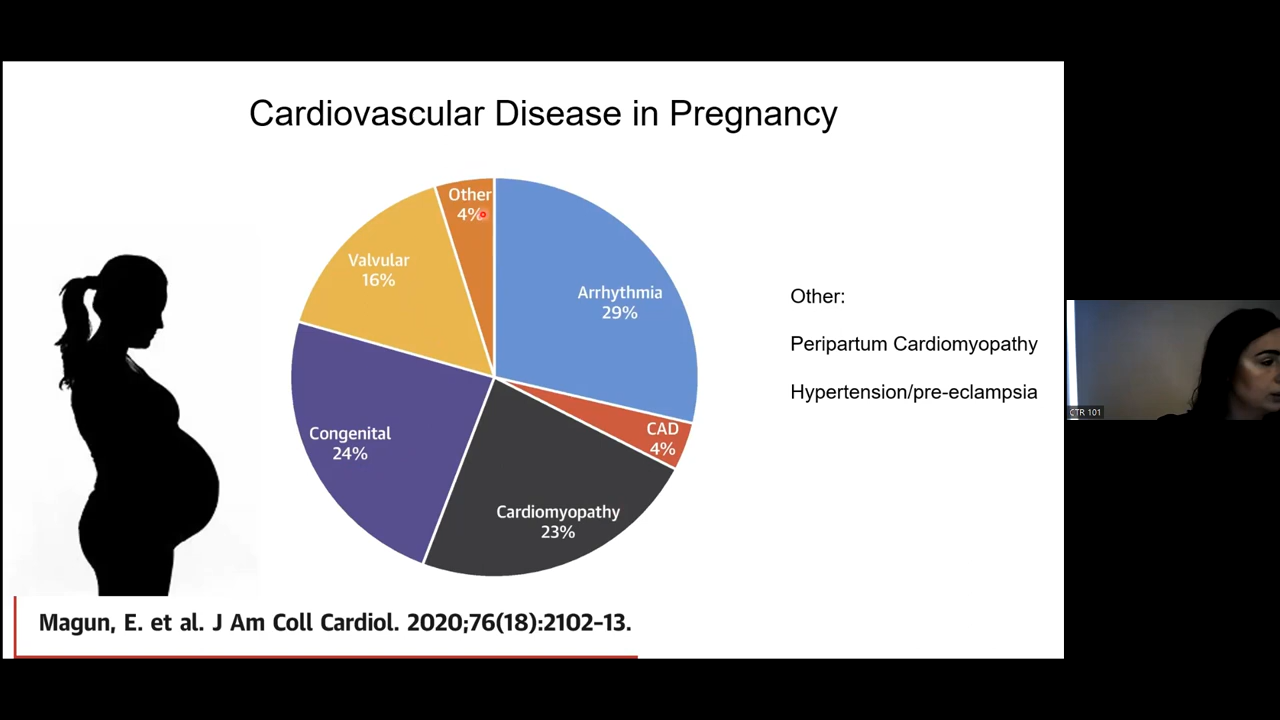 Cardiovascular Disease in Pregnancy
Other
4%
Valvular
16%
Arrhythmia
29%
Congenital
24%
CAD
4%
Cardiomyopathy
23%
Other:
Peripartum Cardiomyopathy
Hypertension/pre-eclampsia
CTR 101
Magun, E. et al. J Am Coll Cardiol. 2020;76(18):2102-13.